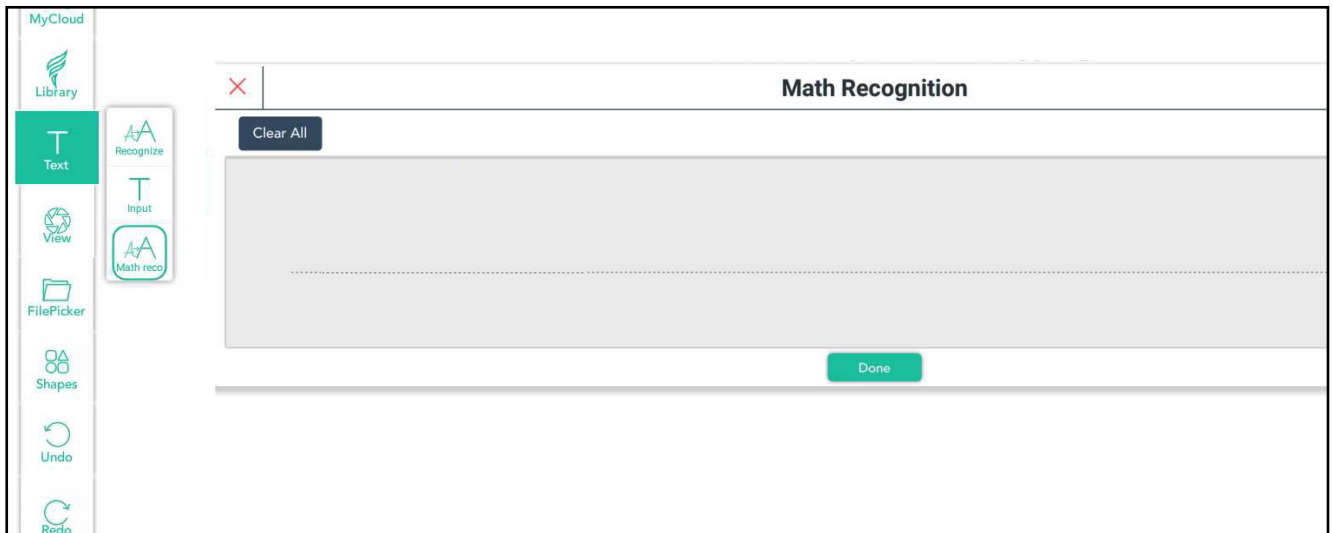 MyCloud
Library
Text
View
FilePicker
Shapes
Undo
Redo
Recognize
Input
Math reco
Math Recognition
Clear All
Done